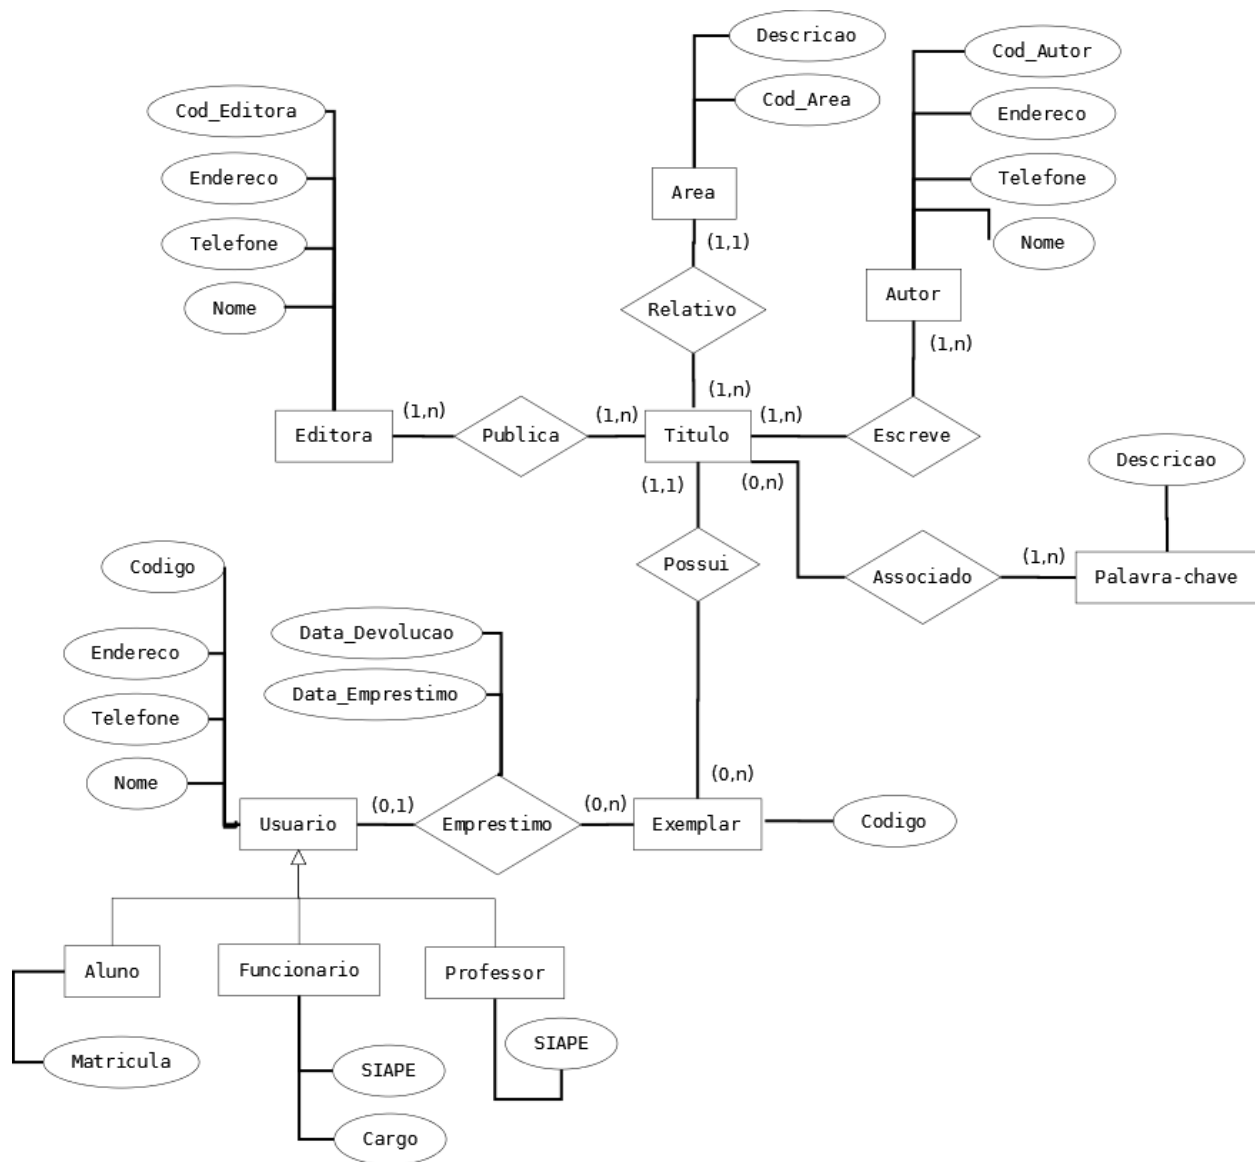 Descricao
Cod_Autor
Cod_Area
Cod_Editora
Endereco
Endereco
Telefone
Area
Telefone
(1,1)
Nome
Nome
Relativo
Autor
(1,n)
(1,n)
(1,n)
(1,n)
(1,n)
Editora
Publica
Titulo
Escreve
Descricao
(1,1)
(0,n)
Codigo
Possui
(1,n)
Associado
Palavra-chave
Data_Devolucao
Endereco
Data_Emprestimo
Telefone
(0,n)
Nome
(0,1)
(0,n)
Usuario
Emprestimo
Exemplar
Codigo
Aluno
Funcionario
Professor
SIAPE
Matricula
SIAPE
Cargo